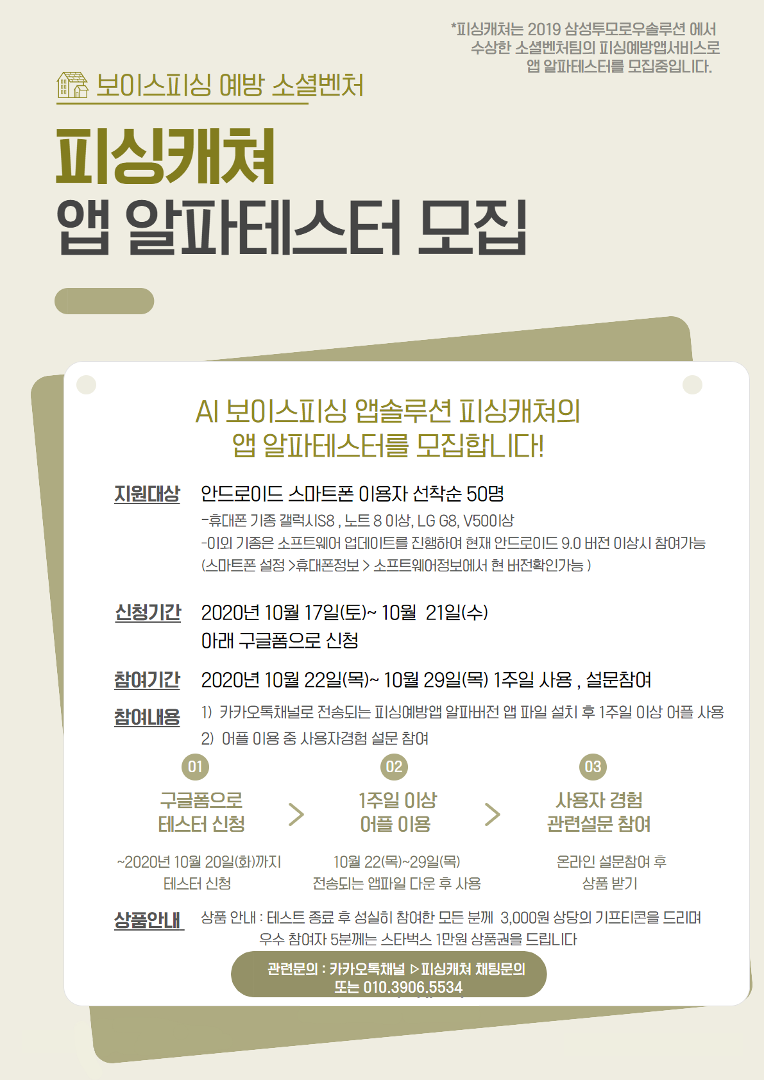 *피싱캐쳐는 2019 삼성투모로우솔루션 에서
수상한 소셜벤처팀의 피싱예방앱서비스로
앱 알파테스터를 모집중입니다.
보이스피싱 예방 소셜벤처
피싱캐쳐
앱 알파테스터 모집
AI 보이스피싱 앱솔루션 피싱캐쳐의
앱 알파테스터를 모집합니다!
지원대상 안드로이드 스마트폰 이용자 선착순 50명
-휴대폰 기종 갤럭시S8 , 노트 8 이상, LG G8, V50이상
-이외 기종은 소프트웨어 업데이트를 진행하여 현재 안드로이드 9.0 버전 이상시 참여가능
(스마트폰 설정 >휴대폰정보 > 소프트웨어정보에서 현 버전확인가능 )
신청기간 2020년 10월 17일(토)~ 10월 21일(수)
아래 구글폼으로 신청
참여기간 2020년 10월 22일(목)~ 10월 29일(목) 1주일 사용 , 설문참여
참여내용 1) 카카오톡채널로 전송되는 피싱예방앱 알파버전 앱 파일 설치 후 1주일 이상 어플 사용
2) 어플 이용 중 사용자경험 설문 참여
01 02 03
구글폼으로 1주일 이상 사용자 경험
테스터 신청 > 어플 이용 > 관련설문 참여
~2020년 10월 20일(화)까지 10월 22(목)~29일(목) 온라인 설문참여 후
테스터 신청 전송되는 앱파일 다운 후 사용 상품 받기
상품안내 상품 안내 : 테스트 종료 후 성실히 참여한 모든 분께 3,000원 상당의 기프티콘을 드리며
우수 참여자 5분께는 스타벅스 1만원 상품권을 드립니다
관련문의 : 카카오톡채널 ▷피싱캐쳐 채팅문의
또는 010.3906.5534